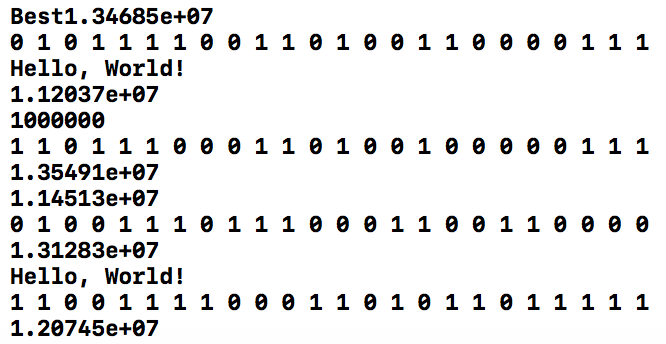 Best1.34685e+07
0 1 0 1 1 1 1 0 0 1 1 0 1 0 0 1 1 0 0 0 0 1 1 1
Hello, World!
1.12037e+07
1000000
1 1 0 1 1 1 0 0 0 1 1 0 1 0 0 1 0 0 0 0 0 1 1 1
1.35491e+07
1.14513e+07
0 1 0 0 1 1 1 0 1 1 1 0 0 0 1 1 0 0 1 1 0 0 0 0
1.31283e+07
Hello, World!
1 1 0 0 1 1 1 1 0 0 0 1 1 0 1 0 1 1 0 1 1 1 1 1
1.20745e+07